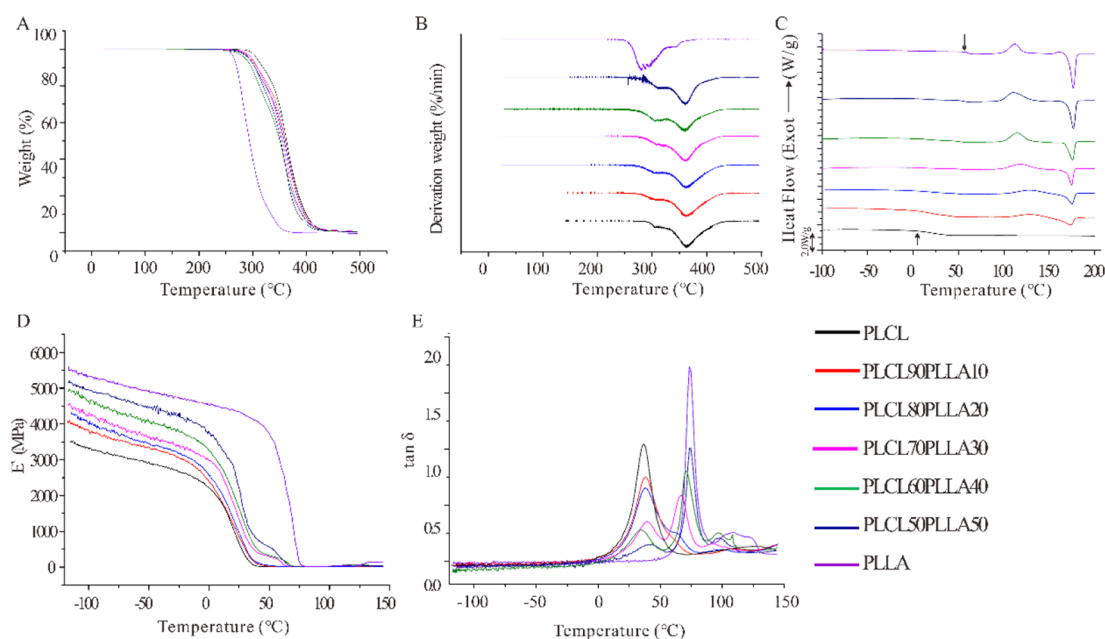 A
100
90
80
70
60
40
30
20
10
0
Weight (%)
0
100
200
300
400
500
Temperature (°C)
B
Derivation weight (%/min)
0
100
200
300
400
500
Temperature (°C)
C
Heat Flow (Exot (W/g)
2.0W/g
-100
-50
0
50
100
150
200
Temperature (°C)
D
6000
5000
4000
3000
2000
1000
0
E' (MPa)
-100
-50
0
50
100
150
Temperature (°C)
E
2.0
1.5
1.0
0.5
0.0
tan δ
-100
-50
0
50
100
150
Temperature (°C)
PLCL
PLCL90PLLA10
PLCL80PLLA20
PLCL70PLLA30
PLCL60PLLA40
PLCL50PLLA50
PLLA